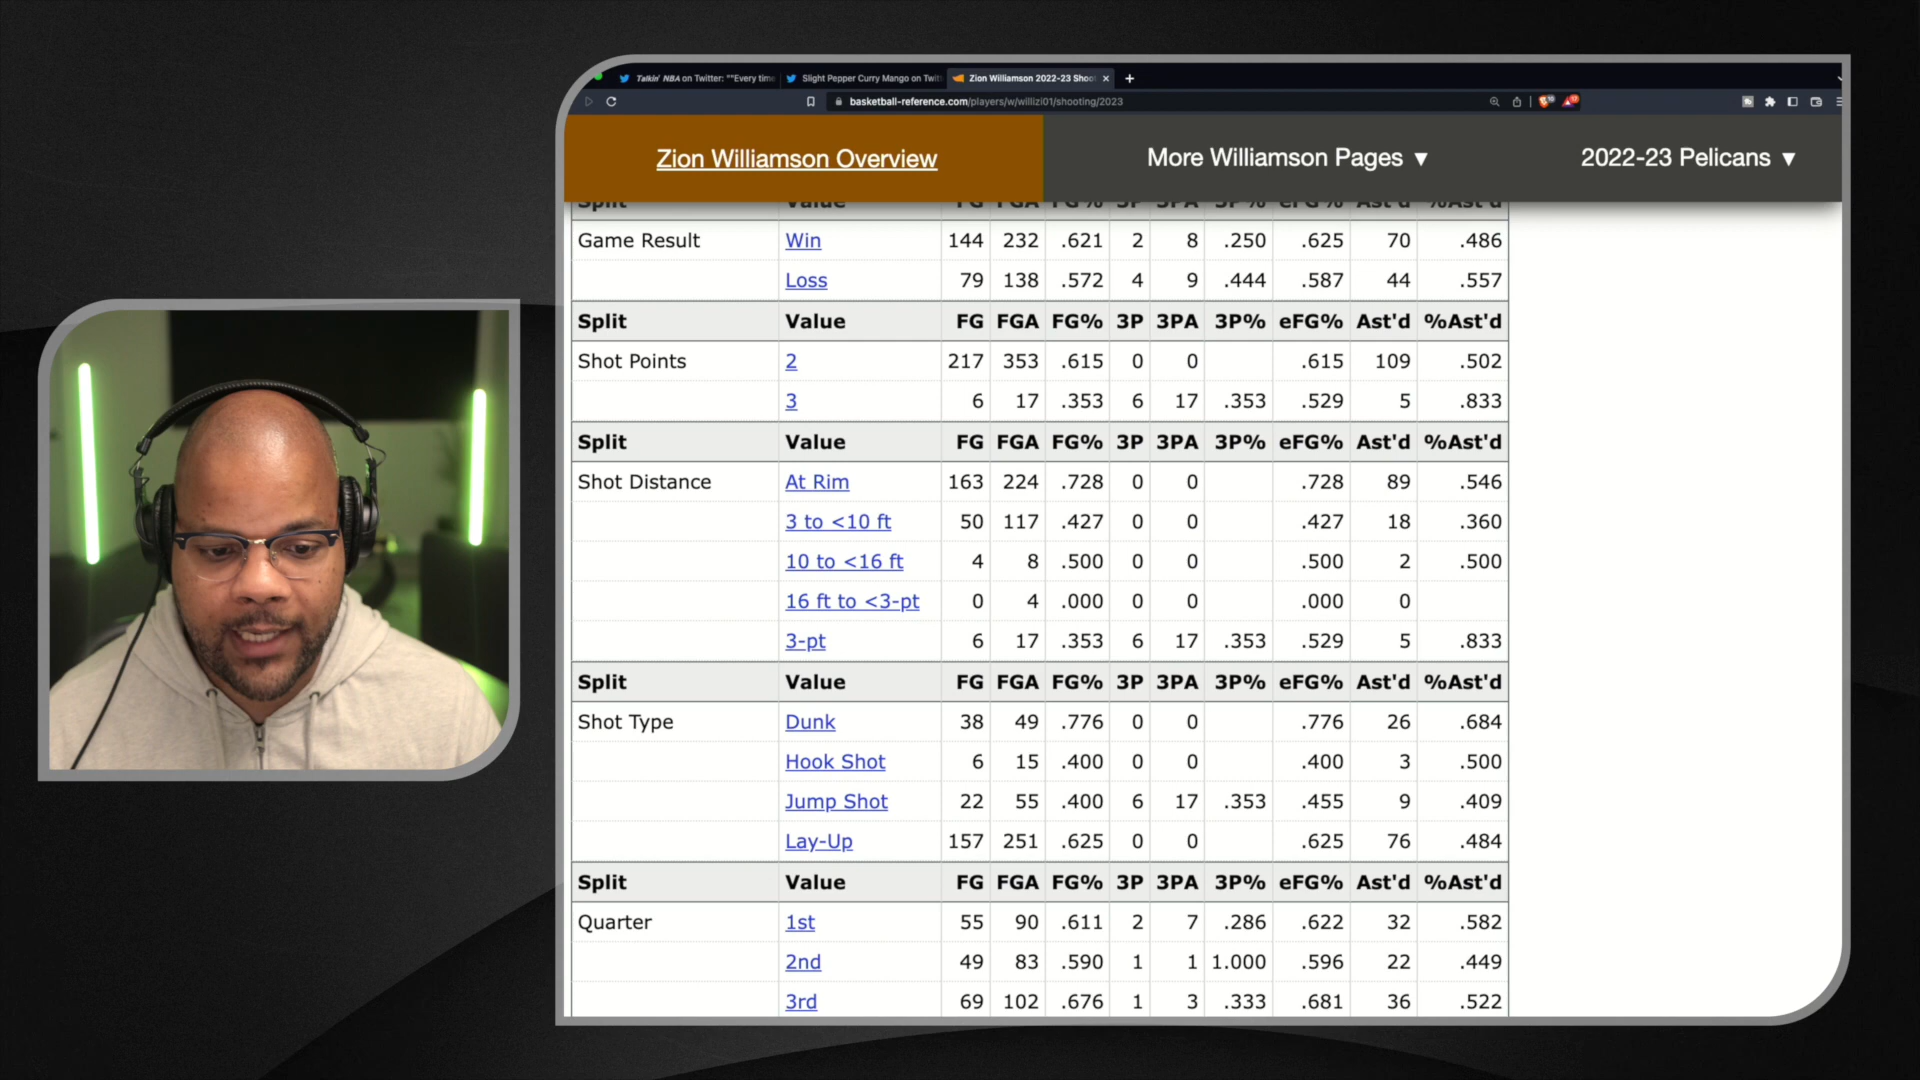 Talkin' NBA on Twitter: ""Every time
Slight Pepper Curry Mango on Twit
Zion Williamson 2022-23 Shoo
basketball-reference.com/players/w/willizi01/shooting/2023
Zion Williamson Overview
More Williamson Pages ▼
2022-23 Pelicans ▼
Split Value FG FGA FG% 3P 3PA 3P% eFG% Ast'd %Ast'd
Game Result Win 144 232 .621 2 8 .250 .625 70 .486
Loss 79 138 .572 4 9 .444 .587 44 .557
Split Value FG FGA FG% 3P 3PA 3P% eFG% Ast'd %Ast'd
Shot Points 2 217 353 .615 0 0 .615 109 .502
3 6 17 .353 6 17 .353 .529 5 .833
Split Value FG FGA FG% 3P 3PA 3P% eFG% Ast'd %Ast'd
Shot Distance At Rim 163 224 .728 0 0 .728 89 .546
3 to <10 ft 50 117 .427 0 0 .427 18 .360
10 to <16 ft 4 8 .500 0 0 .500 2 .500
16 ft to <3-pt 0 4 .000 0 0 .000 0
3-pt 6 17 .353 6 17 .353 .529 5 .833
Split Value FG FGA FG% 3P 3PA 3P% eFG% Ast'd %Ast'd
Shot Type Dunk 38 49 .776 0 0 .776 26 .684
Hook Shot 6 15 .400 0 0 .400 3 .500
Jump Shot 22 55 .400 6 17 .353 .455 9 .409
Lay-Up 157 251 .625 0 0 .625 76 .484
Split Value FG FGA FG% 3P 3PA 3P% eFG% Ast'd %Ast'd
Quarter 1st 55 90 .611 2 7 .286 .622 32 .582
2nd 49 83 .590 1 1 1.000 .596 22 .449
3rd 69 102 .676 1 3 .333 .681 36 .522